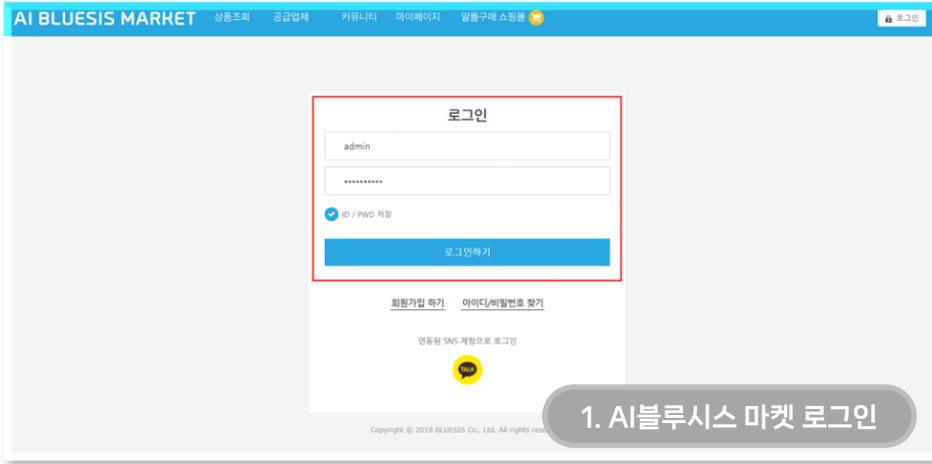 AI BLUESIS MARKET 상품조회 공급업체 커뮤니티 마이페이지 알뜰구매 쇼핑몰 로그인
로그인
admin
••••••••••
ID / PWD 저장
로그인하기
회원가입 하기 아이디/비밀번호 찾기
연동된 SNS 계정으로 로그인
TALK
1. AI블루시스 마켓 로그인
Copyright © 2018 BLUESIS Co., Ltd. All rights